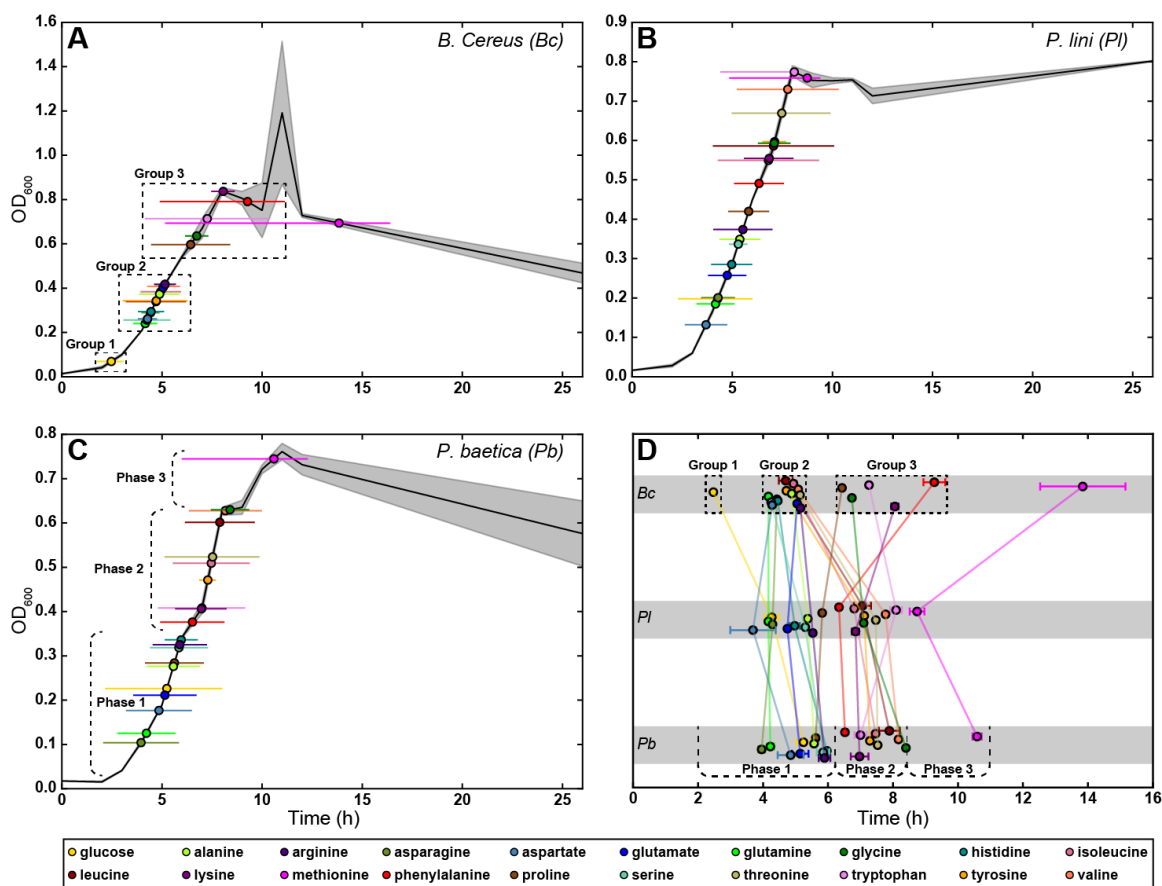 A
B. Cereus (Bc)
OD600
1.6
1.4
1.2
1.0
0.8
0.6
0.4
0.2
0.0
Group 3
Group 2
Group 1
0 5 10 15 20 25
B
P. lini (Pl)
0.9
0.8
0.7
0.6
0.5
0.4
0.3
0.2
0.1
0.0
0 5 10 15 20 25
C
P. baetica (Pb)
OD600
0.8
0.7
0.6
0.5
0.4
0.3
0.2
0.1
0.0
Phase 3
Phase 2
Phase 1
0 5 10 15 20 25
Time (h)
D
Group 1 Group 2 Group 3
Bc
Pl
Pb
Phase 1 Phase 2 Phase 3
0 2 4 6 8 10 12 14 16
Time (h)
glucose alanine arginine asparagine aspartate glutamate glutamine glycine histidine isoleucine
leucine lysine methionine phenylalanine proline serine threonine tryptophan tyrosine valine